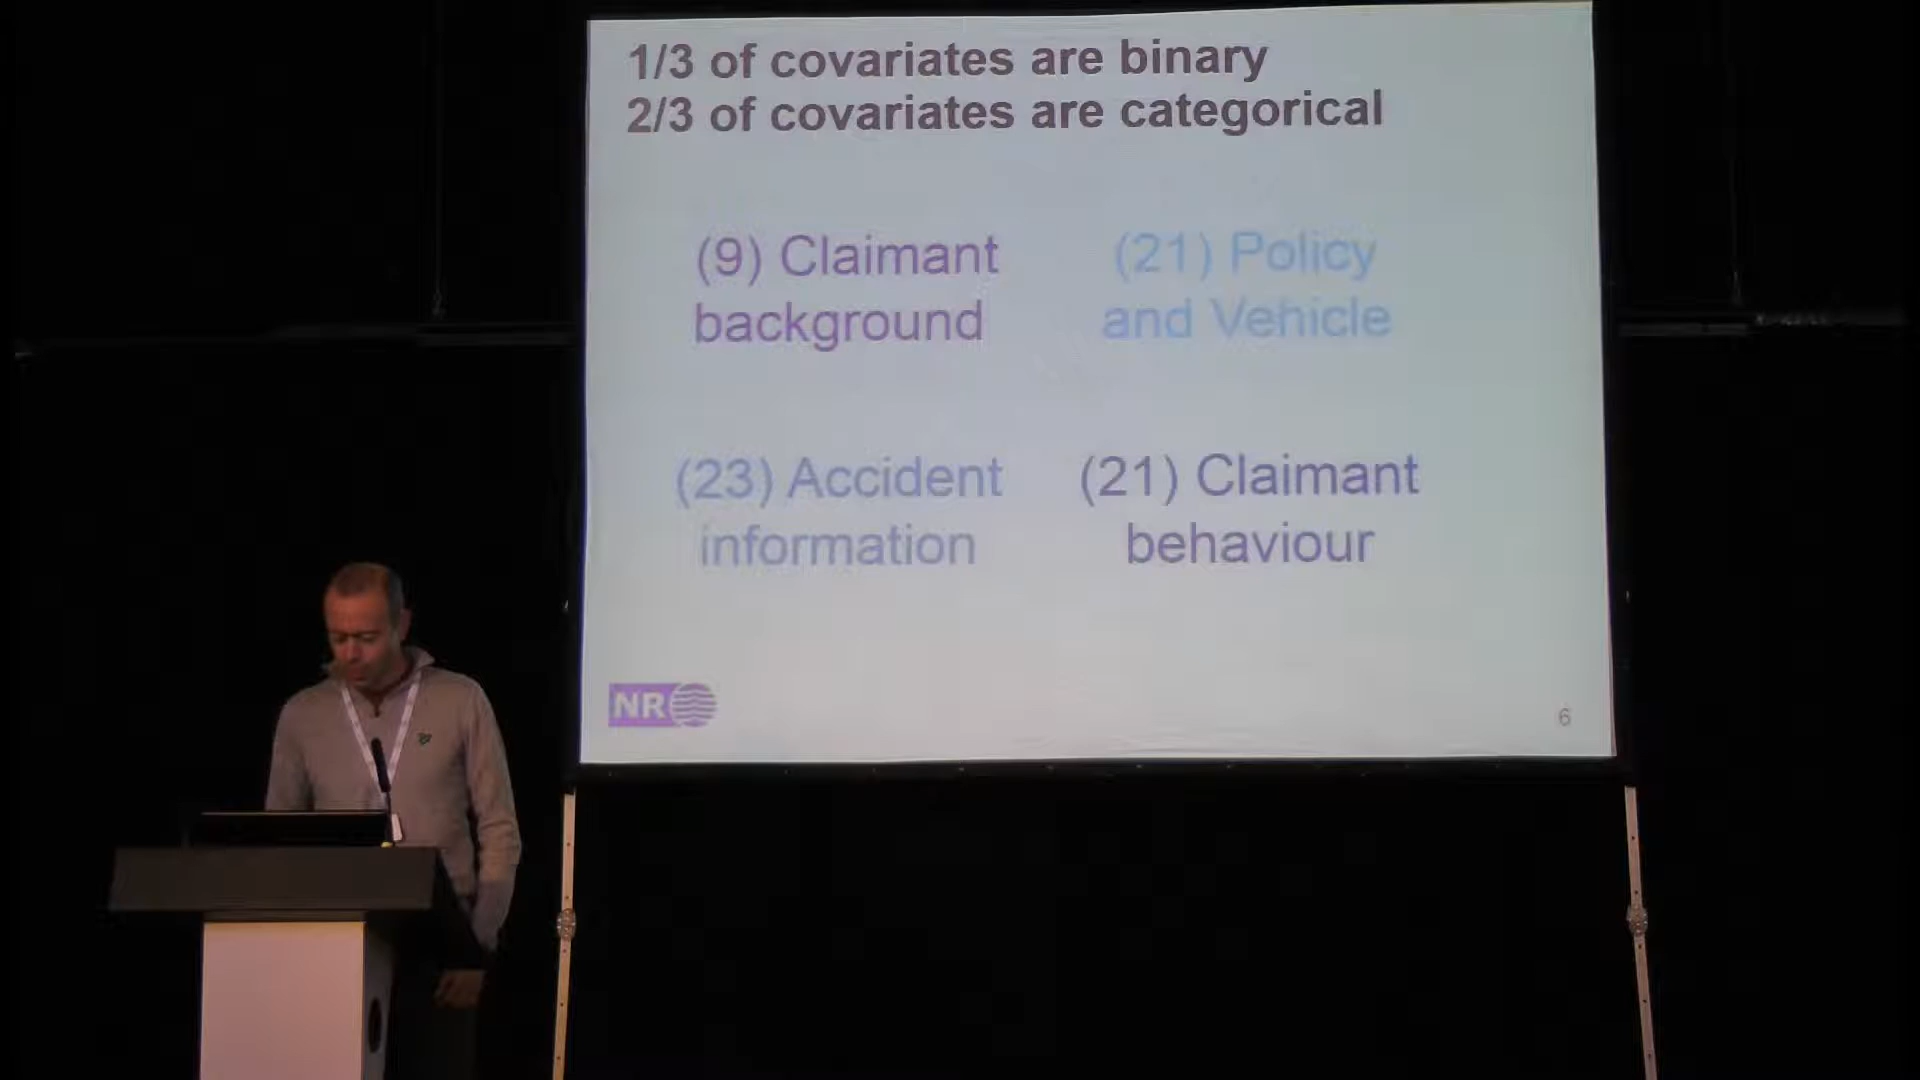 1/3 of covariates are binary
2/3 of covariates are categorical
(9) Claimant
background
(21) Policy
and Vehicle
(23) Accident
information
(21) Claimant
behaviour
NR
6